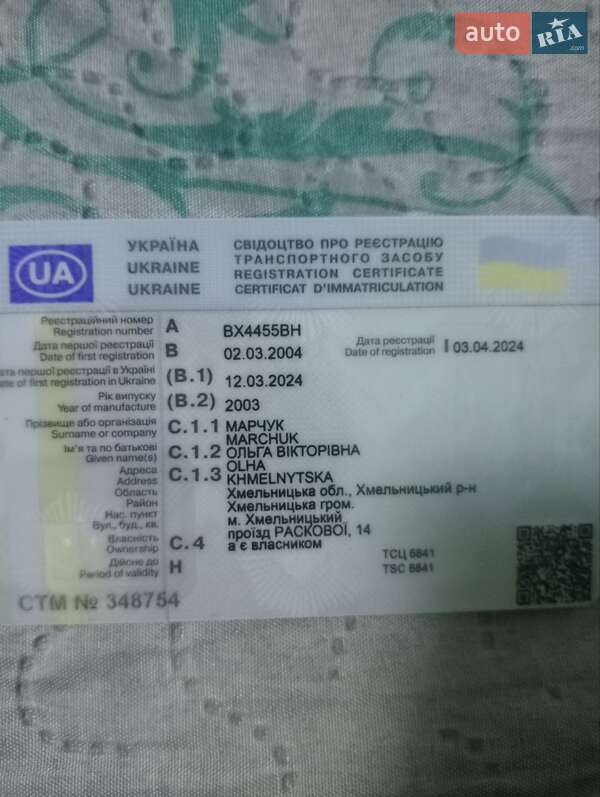 auto RIA .com
УКРАЇНА
UKRAINE
UKRAINE
СВІДОЦТВО ПРО РЕЄСТРАЦІЮ
ТРАНСПОРТНОГО ЗАСОБУ
REGISTRATION CERTIFICATE
CERTIFICAT D'IMMATRICULATION
UA
Реєстраційний номер
Registration number
A
BX4455BH
Дата першої реєстрації
Date of first registration
B
02.03.2004
Дата реєстрації
Date of registration
I
03.04.2024
першої реєстрації в Україні
of first registration in Ukraine
(B.1)
12.03.2024
Рік випуску
Year of manufacture
(B.2)
2003
Прізвище або організація
Surname or company
C.1.1
МАРЧУК
MARCHUK
Ім'я та по батькові
Given name(s)
C.1.2
ОЛЬГА ВІКТОРІВНА
OLHA
Адреса
Address
C.1.3
KHMELNYTSKA
Область
Район
Нас. пункт
Вул., буд., кв.
Хмельницька обл., Хмельницький р-н
Хмельницька гром.
м. Хмельницький
проїзд РАСКОВОЇ, 14
Власність
Ownership
C.4
а є власником
Дійсне до
Period of validity
H
ТСЦ 6841
TSC 6841
СТМ № 348754